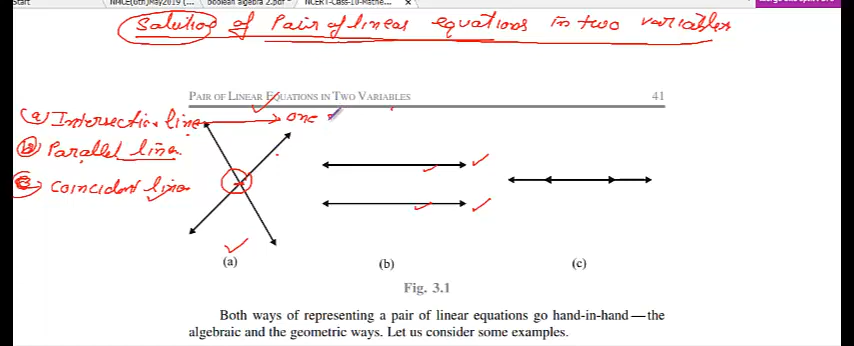 Start NMCE(6th)May2019 (... boolean algebra 2.pdf * NCERT-Class-10-Mathe... ×
Solution of Pair of linear equations in two variables
PAIR OF LINEAR EQUATIONS IN TWO VARIABLES 41
(a) Intersection line → one
(b) Parallel line
(c) Coincident line
(a) (b) (c)
Fig. 3.1
Both ways of representing a pair of linear equations go hand-in-hand — the
algebraic and the geometric ways. Let us consider some examples.